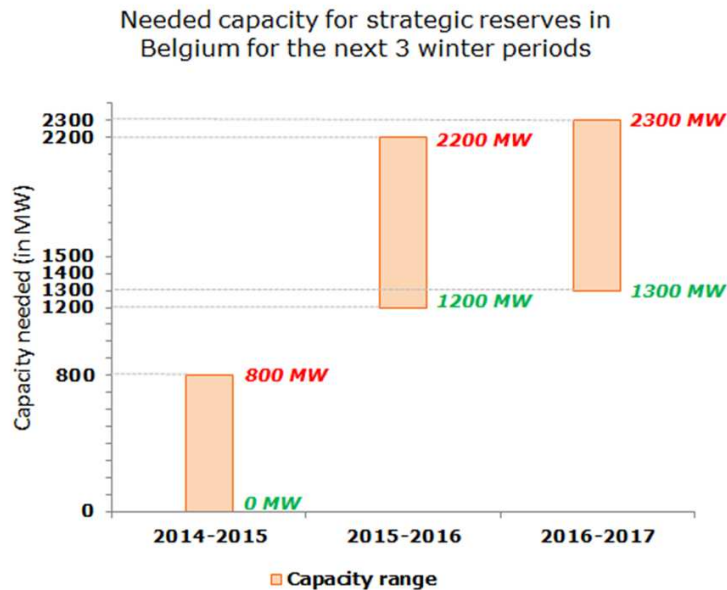 Needed capacity for strategic reserves in
Belgium for the next 3 winter periods
Capacity needed (in MW)
2300
2200
1500
1400
1300
1200
800
0
2300 MW
2200 MW
1300 MW
1200 MW
800 MW
0 MW
2014-2015
2015-2016
2016-2017
Capacity range